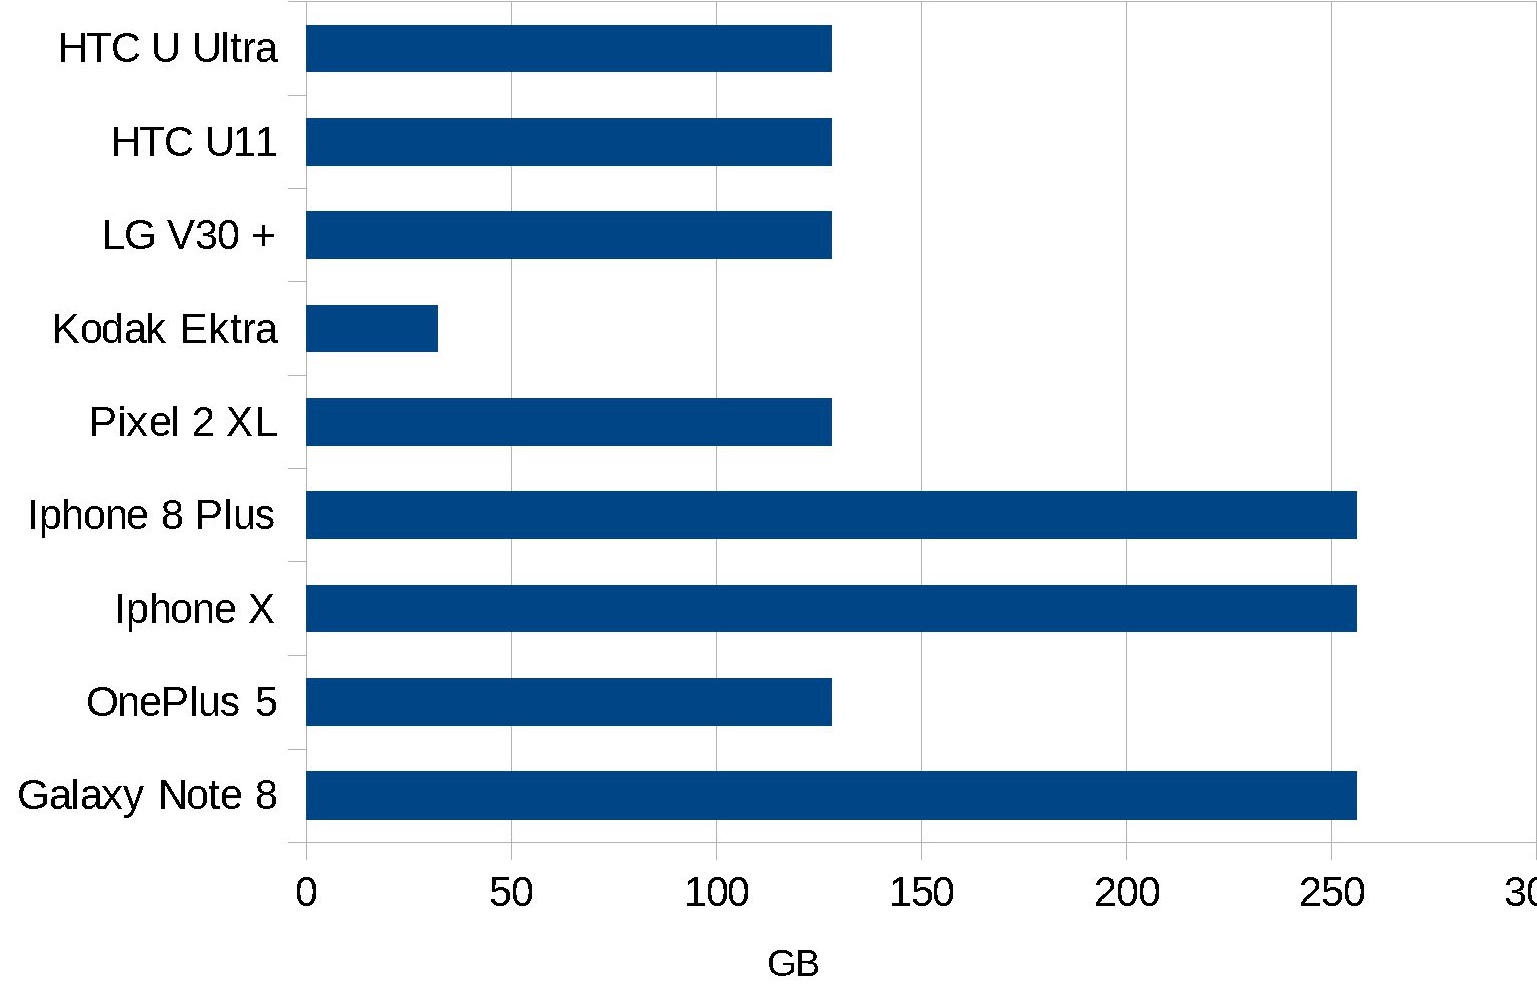 HTC U Ultra
HTC U11
LG V30 +
Kodak Ektra
Pixel 2 XL
Iphone 8 Plus
Iphone X
OnePlus 5
Galaxy Note 8
0 50 100 150 200 250
GB